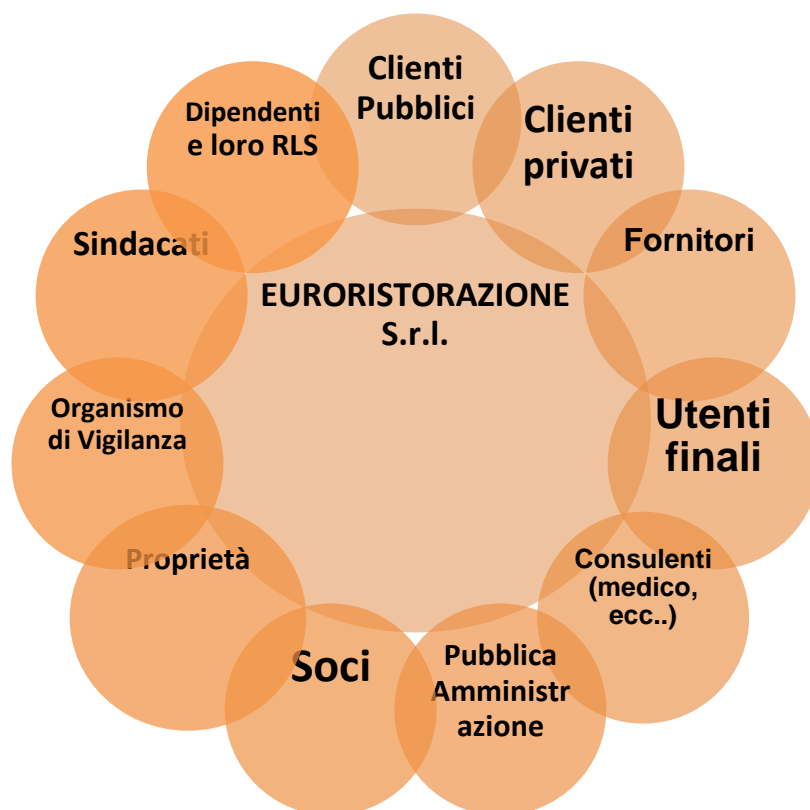 Clienti
Pubblici
Clienti
privati
Fornitori
Utenti
finali
Consulenti
(medico,
ecc..)
Pubblica
Amministr
azione
Soci
Proprietà
Organismo
di Vigilanza
Sindacati
Dipendenti
e loro RLS
EURORISTORAZIONE
S.r.l.